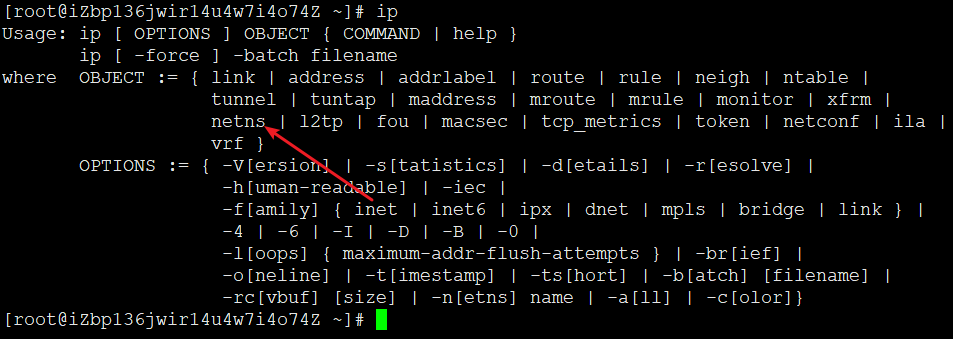 [root@iZbp136jwir14u4w7i4o74Z ~]# ip
Usage: ip [ OPTIONS ] OBJECT { COMMAND | help }
       ip [ -force ] -batch filename
where  OBJECT := { link | address | addrlabel | route | rule | neigh | ntable |
                   tunnel | tuntap | maddress | mroute | mrule | monitor | xfrm |
                   netns | l2tp | fou | macsec | tcp_metrics | token | netconf | ila |
                   vrf }
       OPTIONS := { -V[ersion] | -s[tatistics] | -d[etails] | -r[esolve] |
                    -h[uman-readable] | -iec |
                    -f[amily] { inet | inet6 | ipx | dnet | mpls | bridge | link } |
                    -4 | -6 | -I | -D | -B | -0 |
                    -l[oops] { maximum-addr-flush-attempts } | -br[ief] |
                    -o[neline] | -t[imestamp] | -ts[hort] | -b[atch] [filename] |
                    -rc[vbuf] [size] | -n[etns] name | -a[ll] | -c[olor]}
[root@iZbp136jwir14u4w7i4o74Z ~]#